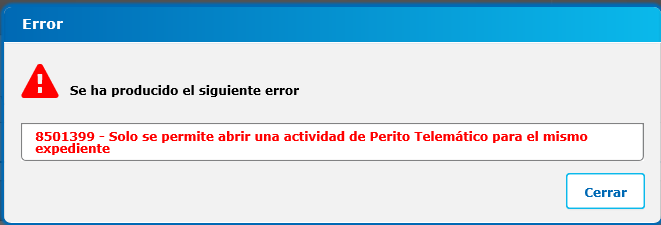 Error
Se ha producido el siguiente error
8501399 - Solo se permite abrir una actividad de Perito Telemático para el mismo
expediente
Cerrar